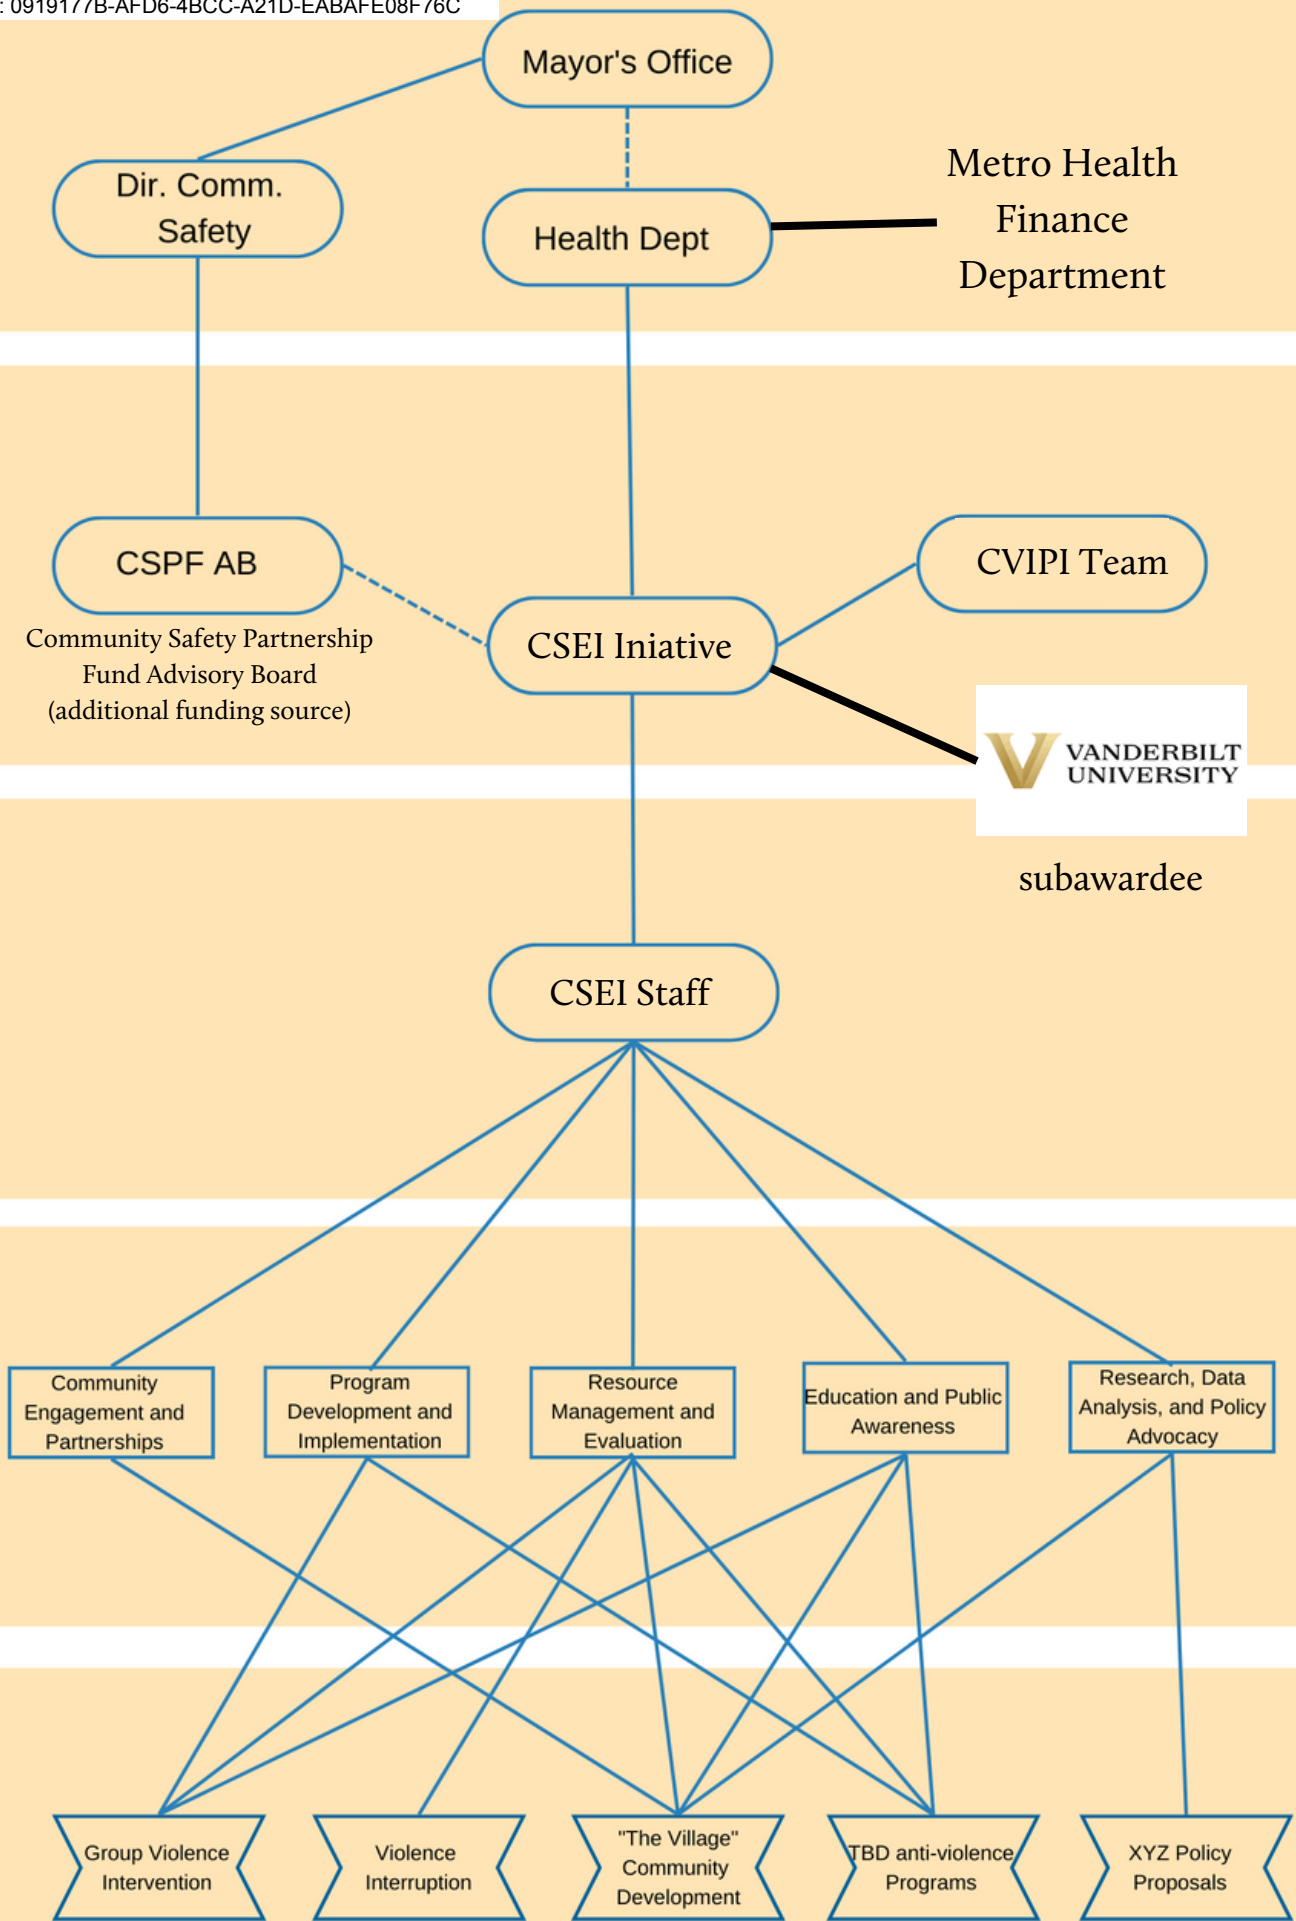 : 0919177B-AFD6-4BCC-A21D-EABAFE08F76C
Mayor's Office
Dir. Comm.
Safety
Health Dept
Metro Health
Finance
Department
CSPF AB
Community Safety Partnership
Fund Advisory Board
(additional funding source)
CSEI Iniative
CVIPI Team
VANDERBILT
UNIVERSITY
subawardee
CSEI Staff
Community
Engagement and
Partnerships
Program
Development and
Implementation
Resource
Management and
Evaluation
Education and Public
Awareness
Research, Data
Analysis, and Policy
Advocacy
Group Violence
Intervention
Violence
Interruption
"The Village"
Community
Development
TBD anti-violence
Programs
XYZ Policy
Proposals